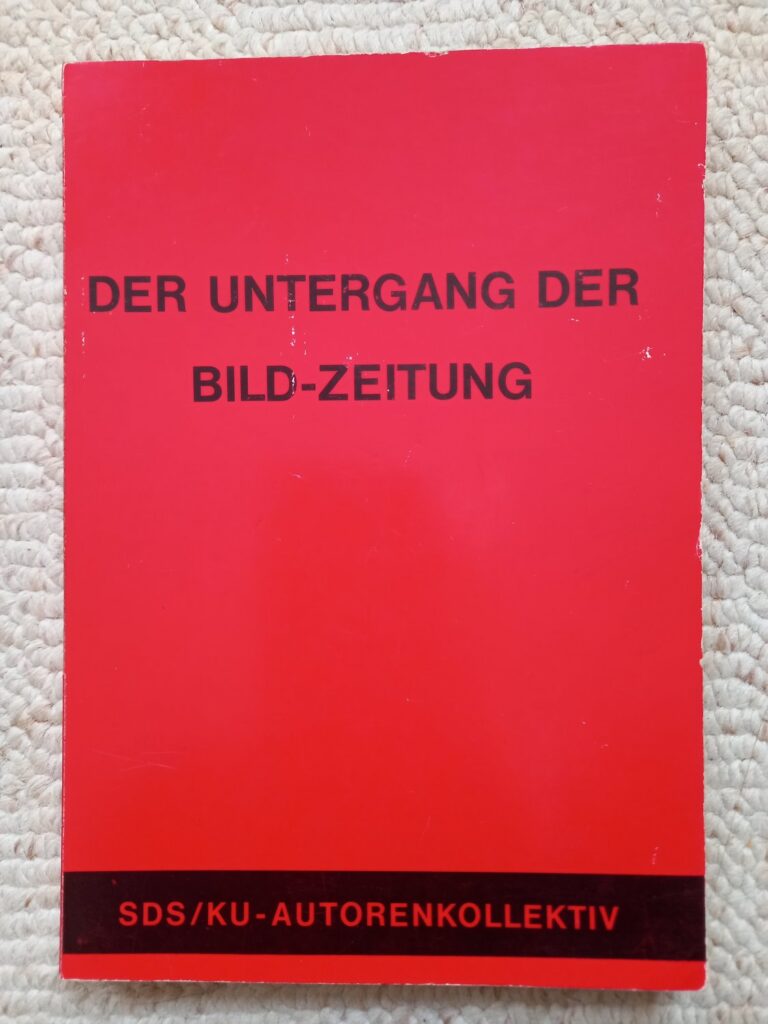 DER UNTERGANG DER
BILD-ZEITUNG
SDS/KU-AUTORENKOLLEKTIV